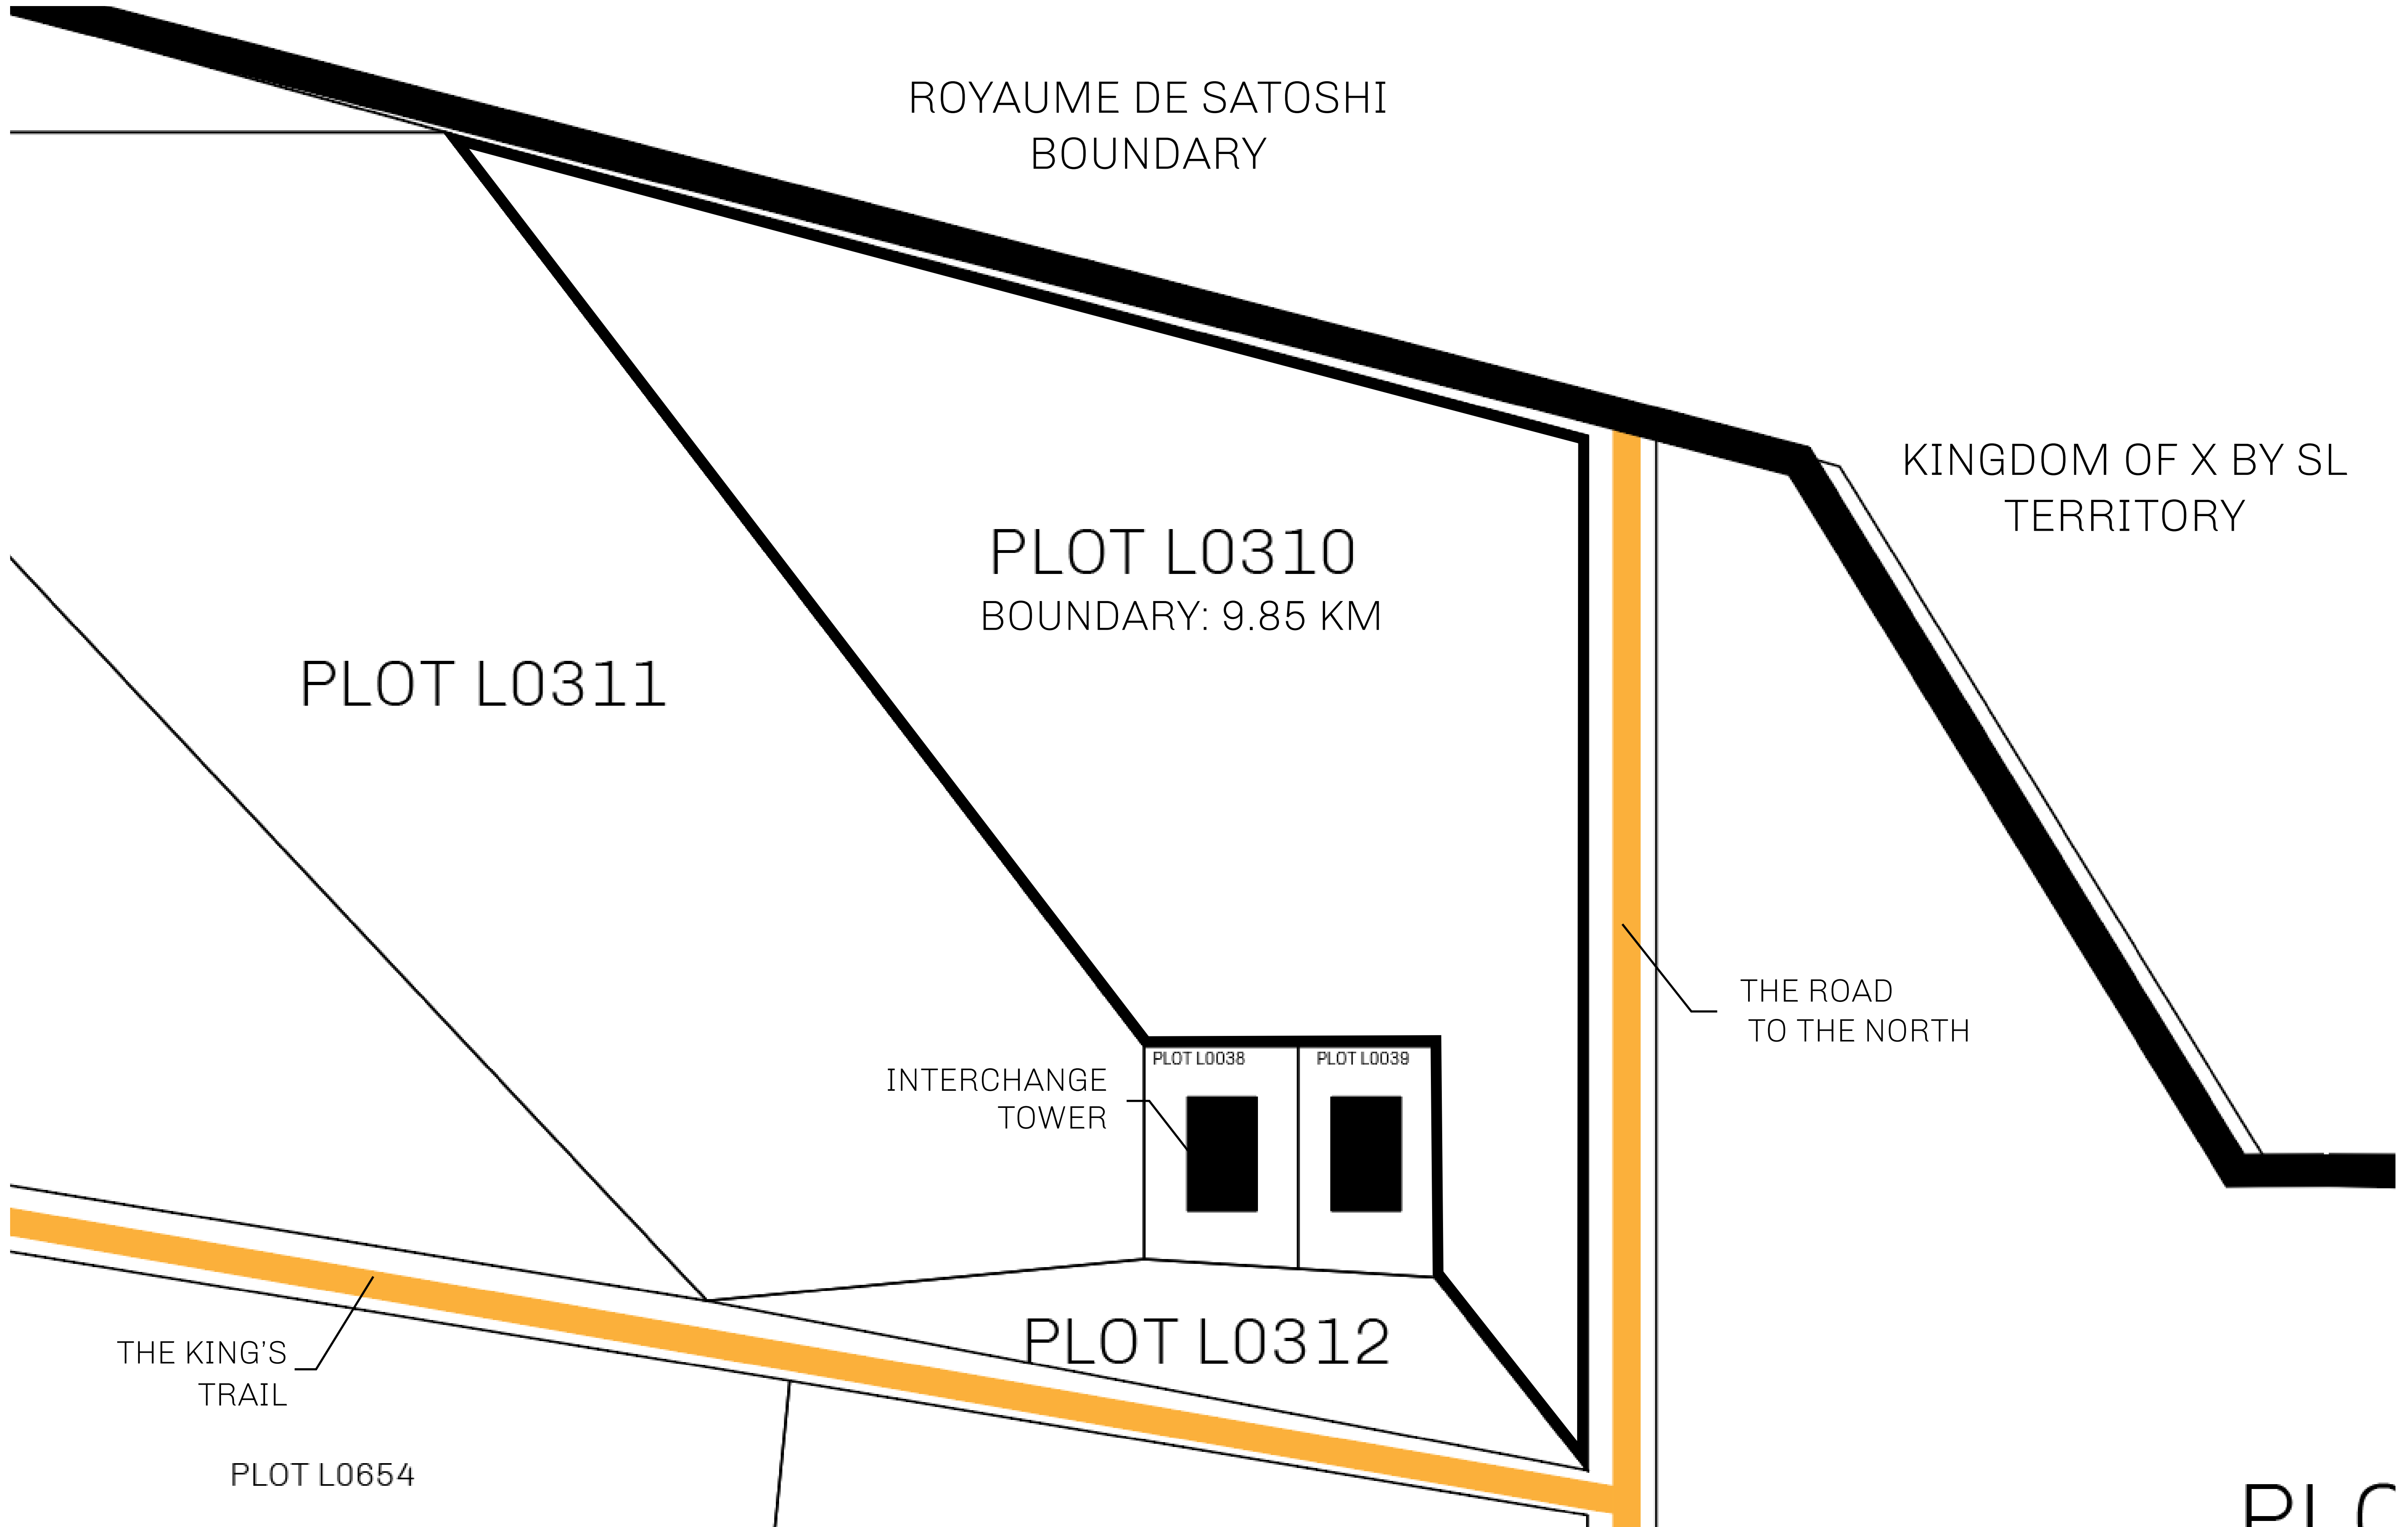 ROYAUME DE SATOSHI
BOUNDARY
KINGDOM OF X BY SL
TERRITORY
PLOT L0310
BOUNDARY: 9.85 KM
PLOT L0311
THE ROAD
TO THE NORTH
PLOT L0038
PLOT L0039
INTERCHANGE
TOWER
PLOT L0312
THE KING'S
TRAIL
PLOT L0654